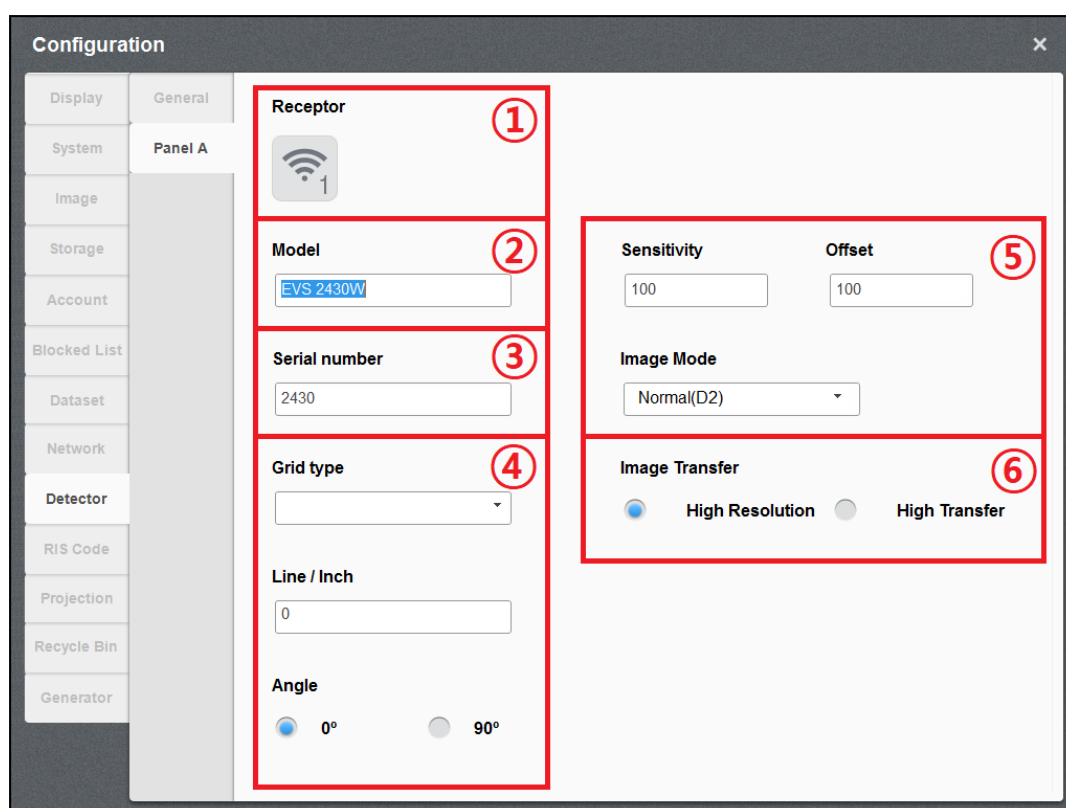 Configuration
×
Display
System
Image
Storage
Account
Blocked List
Dataset
Network
Detector
RIS Code
Projection
Recycle Bin
Generator
General
Panel A
Receptor
①
1
Model
②
EVS 2430W
Serial number
③
2430
Grid type
④
Line / Inch
0
Angle
0º 90º
Sensitivity Offset
⑤
100 100
Image Mode
Normal(D2)
Image Transfer
⑥
High Resolution High Transfer